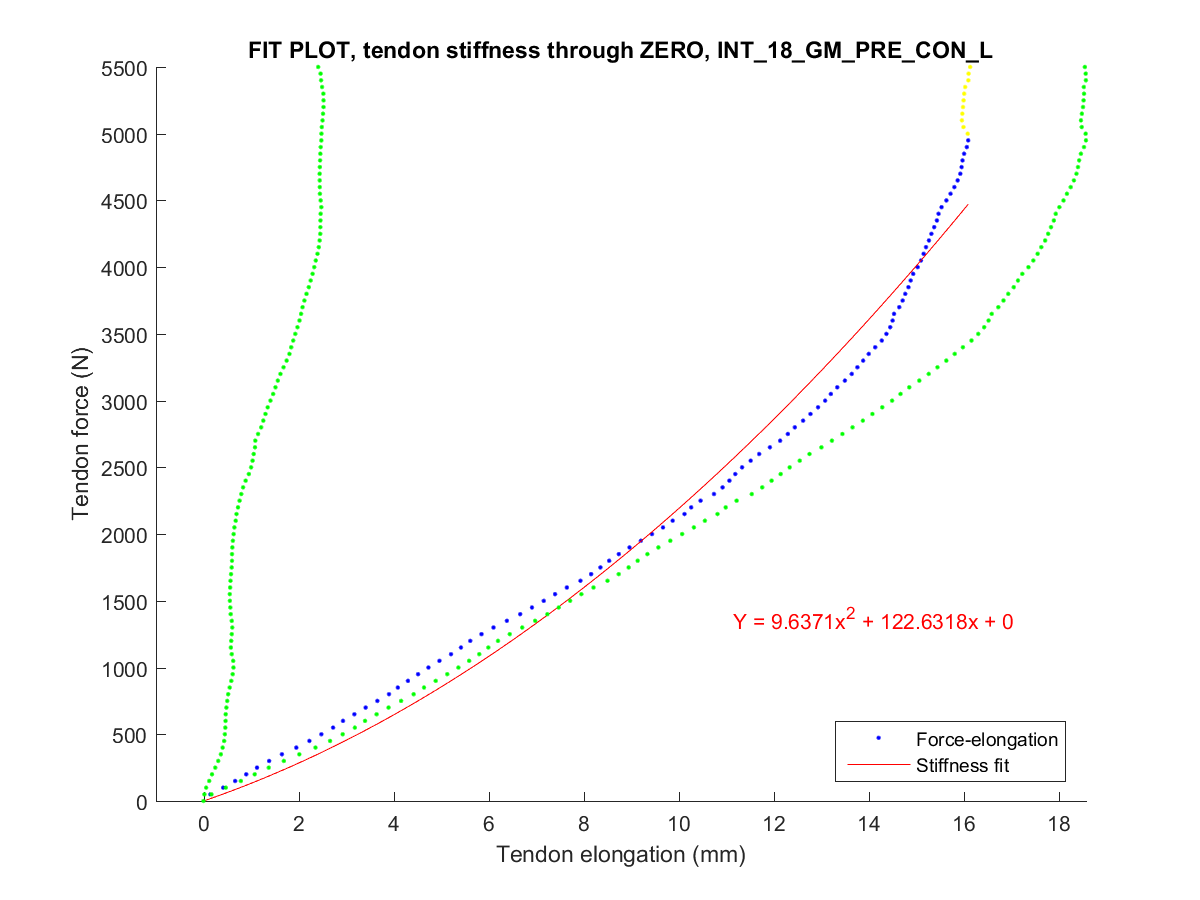 FIT PLOT, tendon stiffness through ZERO, INT_18_GM_PRE_CON_L
5500
5000
4500
4000
3500
3000
2500
2000
1500
1000
500
0
Tendon force (N)
Y = 9.6371x² + 122.6318x + 0
Force-elongation
Stiffness fit
0 2 4 6 8 10 12 14 16 18
Tendon elongation (mm)